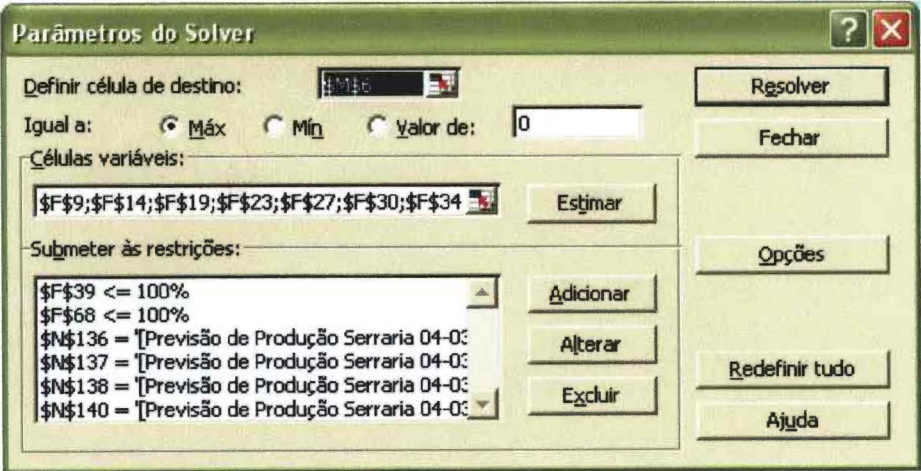 Parâmetros do Solver
Definir célula de destino: $M$6
Igual a: Máx Mín Valor de: 0
Células variáveis:
$F$9;$F$14;$F$19;$F$23;$F$27;$F$30;$F$34
Estimar
Submeter às restrições:
$F$39 <= 100%
$F$68 <= 100%
$N$136 = '[Previsão de Produção Serraria 04-03
$N$137 = '[Previsão de Produção Serraria 04-03
$N$138 = '[Previsão de Produção Serraria 04-03
$N$140 = '[Previsão de Produção Serraria 04-03
Adicionar
Alterar
Excluir
?
X
Resolver
Fechar
Opções
Redefinir tudo
Ajuda